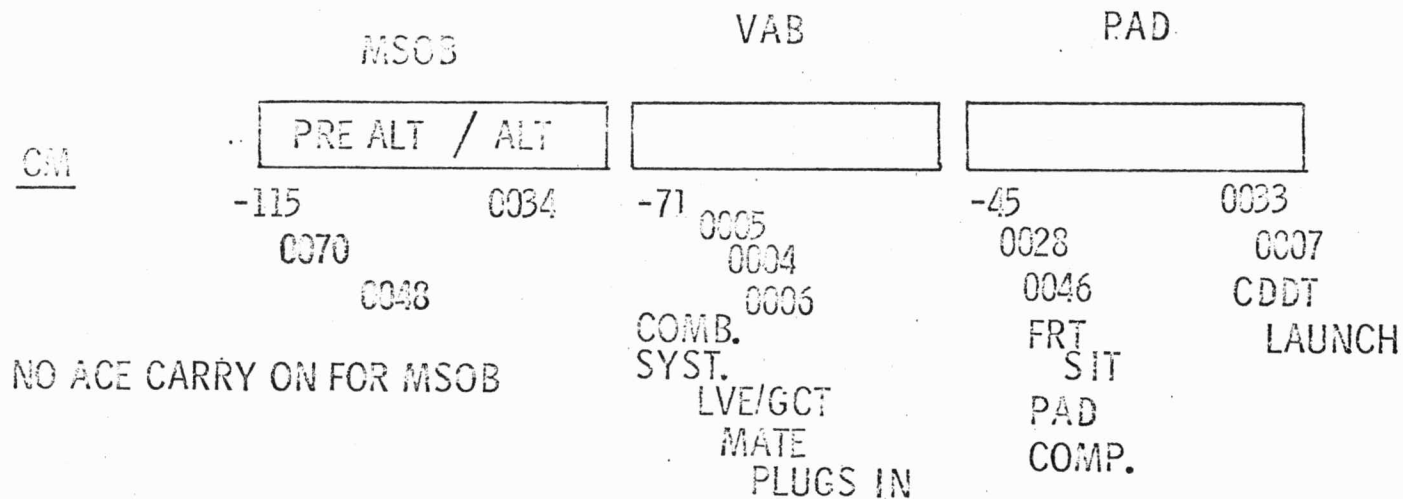 MSOB VAB PAD
PRE ALT / ALT
CM
-115 0034 -71 -45 0033
0005
0070 0004 0028 0007
0048 0006 0046 CDDT
COMB. FRT LAUNCH
NO ACE CARRY ON FOR MSOB SYST. SIT
LVE/GCT PAD
MATE COMP.
PLUGS IN